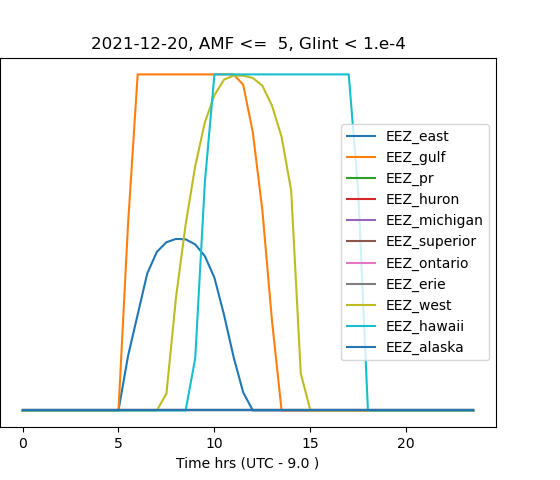 2021-12-20, AMF <=  5, Glint < 1.e-4
EEZ_east
EEZ_gulf
EEZ_pr
EEZ_huron
EEZ_michigan
EEZ_superior
EEZ_ontario
EEZ_erie
EEZ_west
EEZ_hawaii
EEZ_alaska
0 5 10 15 20
Time hrs (UTC - 9.0 )